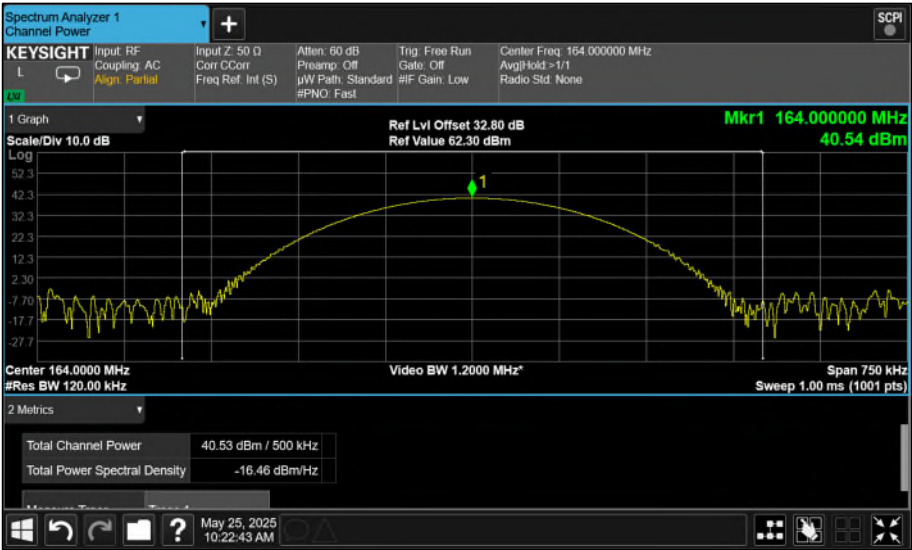 Spectrum Analyzer 1
Channel Power
+
SCPI
KEYSIGHT
L
LXI
Input: RF
Coupling: AC
Align: Partial
Input Z: 50 Ω
Corr CCorr
Freq Ref: Int (S)
Atten: 60 dB
Preamp: Off
µW Path: Standard
#PNO: Fast
Trig: Free Run
Gate: Off
#IF Gain: Low
Center Freq: 164.000000 MHz
Avg|Hold:>1/1
Radio Std: None
1 Graph
Scale/Div 10.0 dB
Ref Lvl Offset 32.80 dB
Ref Value 62.30 dBm
Mkr1 164.000000 MHz
40.54 dBm
Log
52.3
42.3
32.3
22.3
12.3
2.30
-7.70
-17.7
-27.7
1
Center 164.0000 MHz
#Res BW 120.00 kHz
Video BW 1.2000 MHz*
Span 750 kHz
Sweep 1.00 ms (1001 pts)
2 Metrics
Total Channel Power 40.53 dBm / 500 kHz
Total Power Spectral Density -16.46 dBm/Hz
?
May 25, 2025
10:22:43 AM